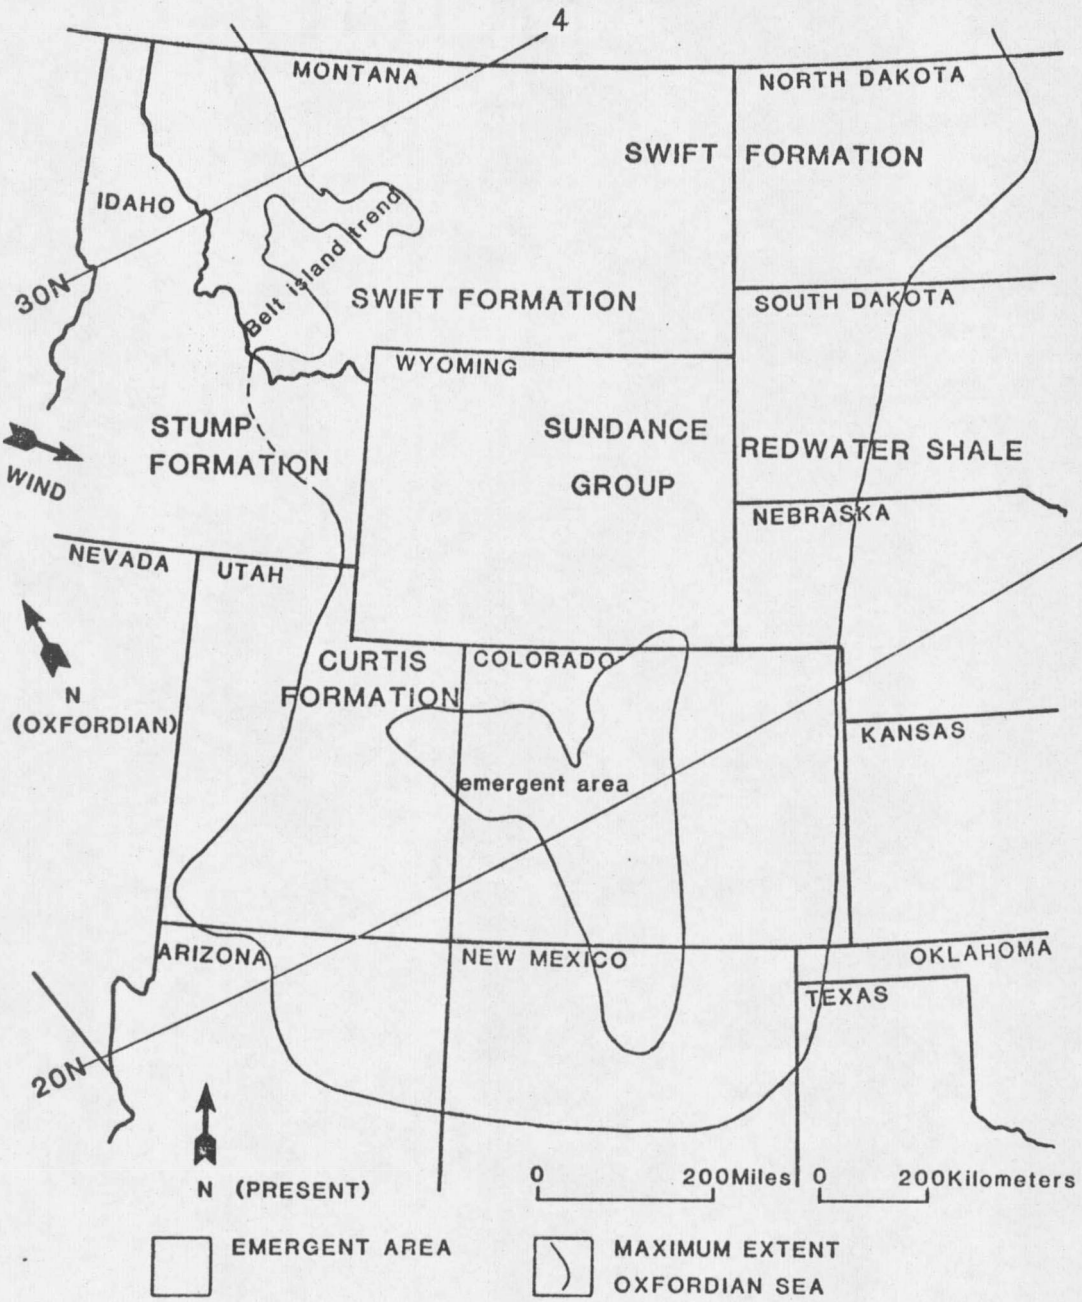 4
MONTANA
NORTH DAKOTA
SWIFT FORMATION
IDAHO
Belt island trend
30N
SWIFT FORMATION
SOUTH DAKOTA
WYOMING
STUMP
FORMATION
SUNDANCE
GROUP
REDWATER SHALE
WIND
NEBRASKA
NEVADA
UTAH
N
(OXFORDIAN)
CURTIS
FORMATION
COLORADO
KANSAS
emergent area
ARIZONA
NEW MEXICO
OKLAHOMA
TEXAS
20N
N (PRESENT)
0 200Miles
0 200Kilometers
EMERGENT AREA
MAXIMUM EXTENT
OXFORDIAN SEA